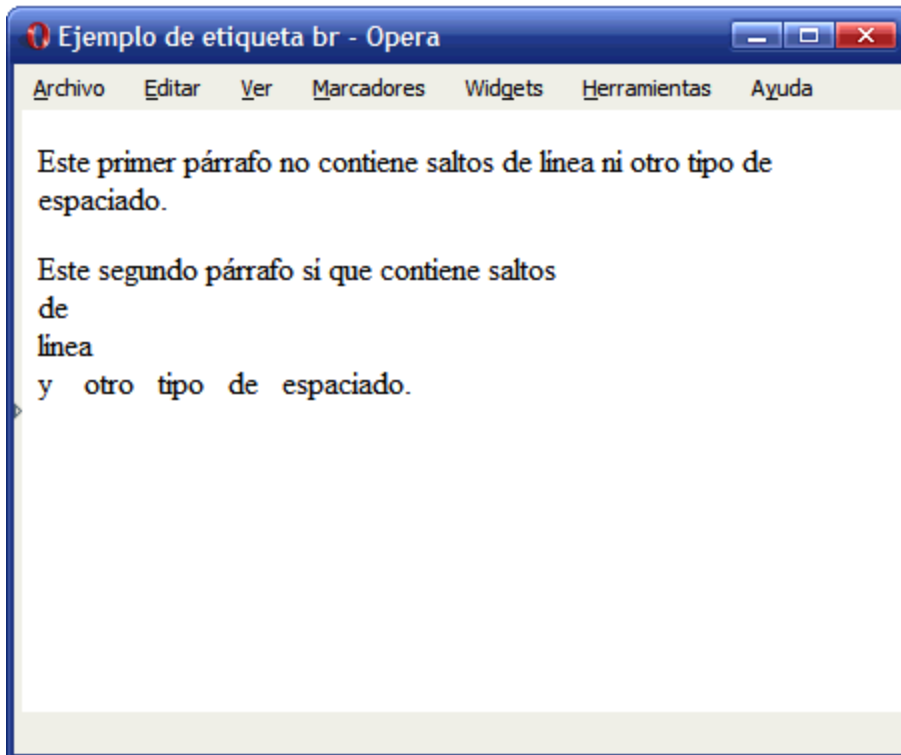 Ejemplo de etiqueta br - Opera
Archivo Editar Ver Marcadores Widgets Herramientas Ayuda
Este primer párrafo no contiene saltos de línea ni otro tipo de
espaciado.
Este segundo párrafo sí que contiene saltos
de
línea
y otro tipo de espaciado.